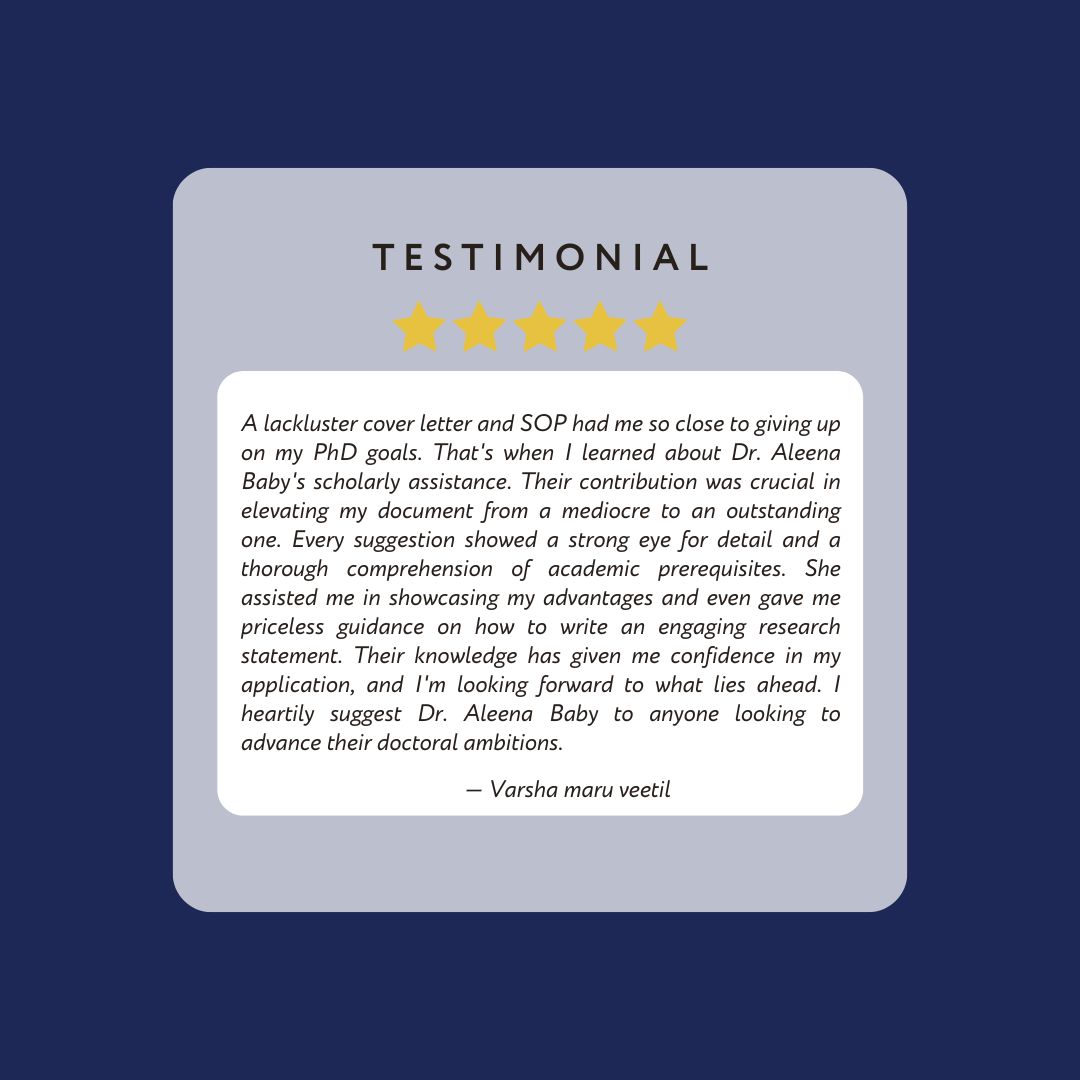 TESTIMONIAL
A lackluster cover letter and SOP had me so close to giving up
on my PhD goals. That's when I learned about Dr. Aleena
Baby's scholarly assistance. Their contribution was crucial in
elevating my document from a mediocre to an outstanding
one. Every suggestion showed a strong eye for detail and a
thorough comprehension of academic prerequisites. She
assisted me in showcasing my advantages and even gave me
priceless guidance on how to write an engaging research
statement. Their knowledge has given me confidence in my
application, and I'm looking forward to what lies ahead. I
heartily suggest Dr. Aleena Baby to anyone looking to
advance their doctoral ambitions.
— Varsha maru veetil